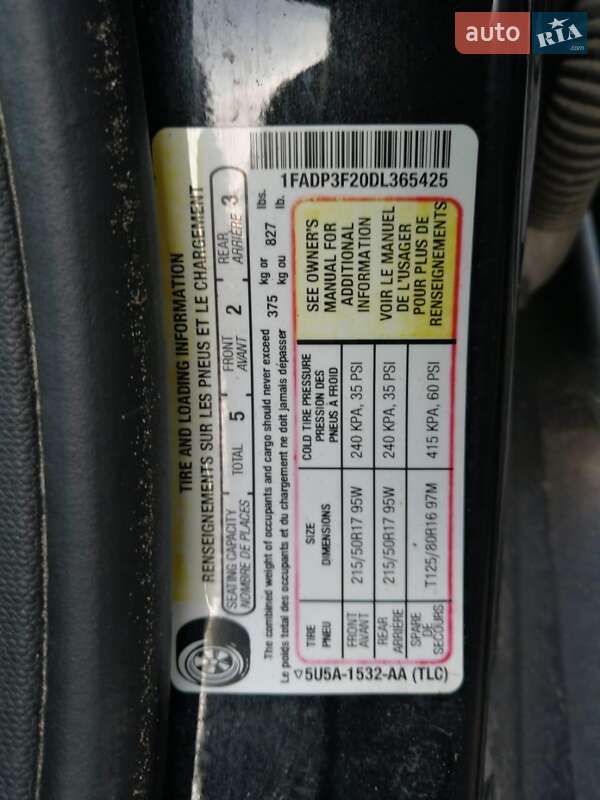 auto RIA.com
1FADP3F20DL365425
TIRE AND LOADING INFORMATION
RENSEIGNEMENTS SUR LES PNEUS ET LE CHARGEMENT
SEATING CAPACITY TOTAL 5 FRONT 2 REAR 3
NOMBRE DE PLACES AVANT ARRIÈRE
The combined weight of occupants and cargo should never exceed 375 kg or 827 lbs.
Le poids total des occupants et du chargement ne doit jamais dépasser kg ou lb.
TIRE SIZE COLD TIRE PRESSURE
PNEU DIMENSIONS PRESSION DES PNEUS À FROID
FRONT AVANT 215/50R17 95W 240 KPA, 35 PSI
REAR ARRIÈRE 215/50R17 95W 240 KPA, 35 PSI
SPARE DE SECOURS T125/80R16 97M 415 KPA, 60 PSI
SEE OWNER'S
MANUAL FOR
ADDITIONAL
INFORMATION
VOIR LE MANUEL
DE L'USAGER
POUR PLUS DE
RENSEIGNEMENTS
5U5A-1532-AA (TLC)